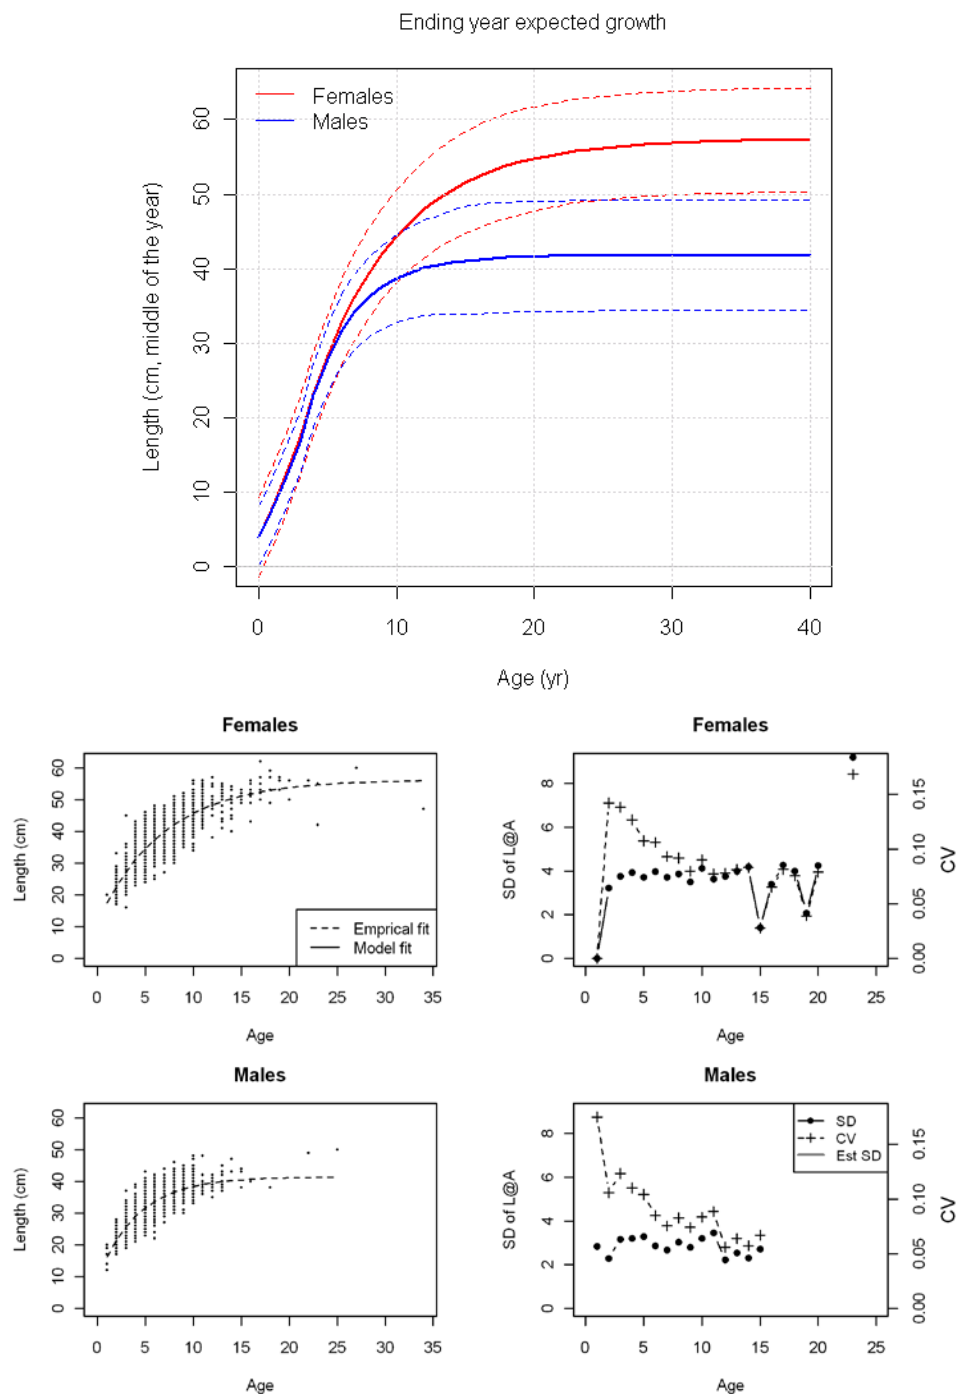 Ending year expected growth
Females
Males
Length (cm, middle of the year)
0 10 20 30 40 50 60
0 10 20 30 40
Age (yr)
Females
Length (cm)
0 10 20 30 40 50 60
Emprical fit
Model fit
0 5 10 15 20 25 30 35
Age
Females
SD of L@A
0 2 4 6 8
CV
0.00 0.05 0.10 0.15
0 5 10 15 20 25
Age
Males
Length (cm)
0 10 20 30 40 50 60
0 5 10 15 20 25 30 35
Age
Males
SD of L@A
0 2 4 6 8
SD
CV
Est SD
CV
0.00 0.05 0.10 0.15
0 5 10 15 20 25
Age